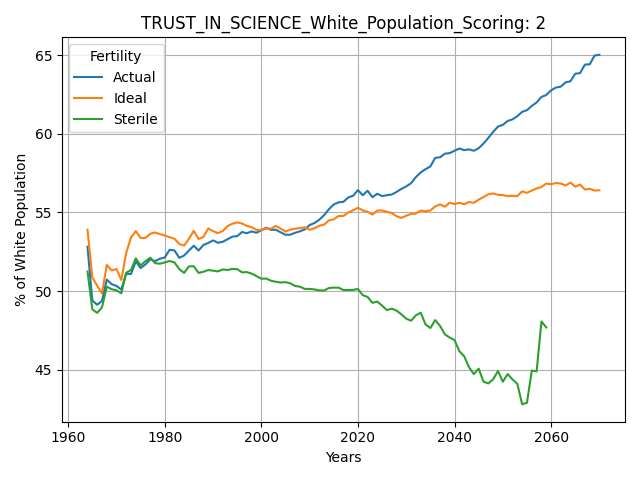 TRUST_IN_SCIENCE_White_Population_Scoring: 2
Fertility
Actual
Ideal
Sterile
% of White Population
65
60
55
50
45
1960
1980
2000
2020
2040
2060
Years